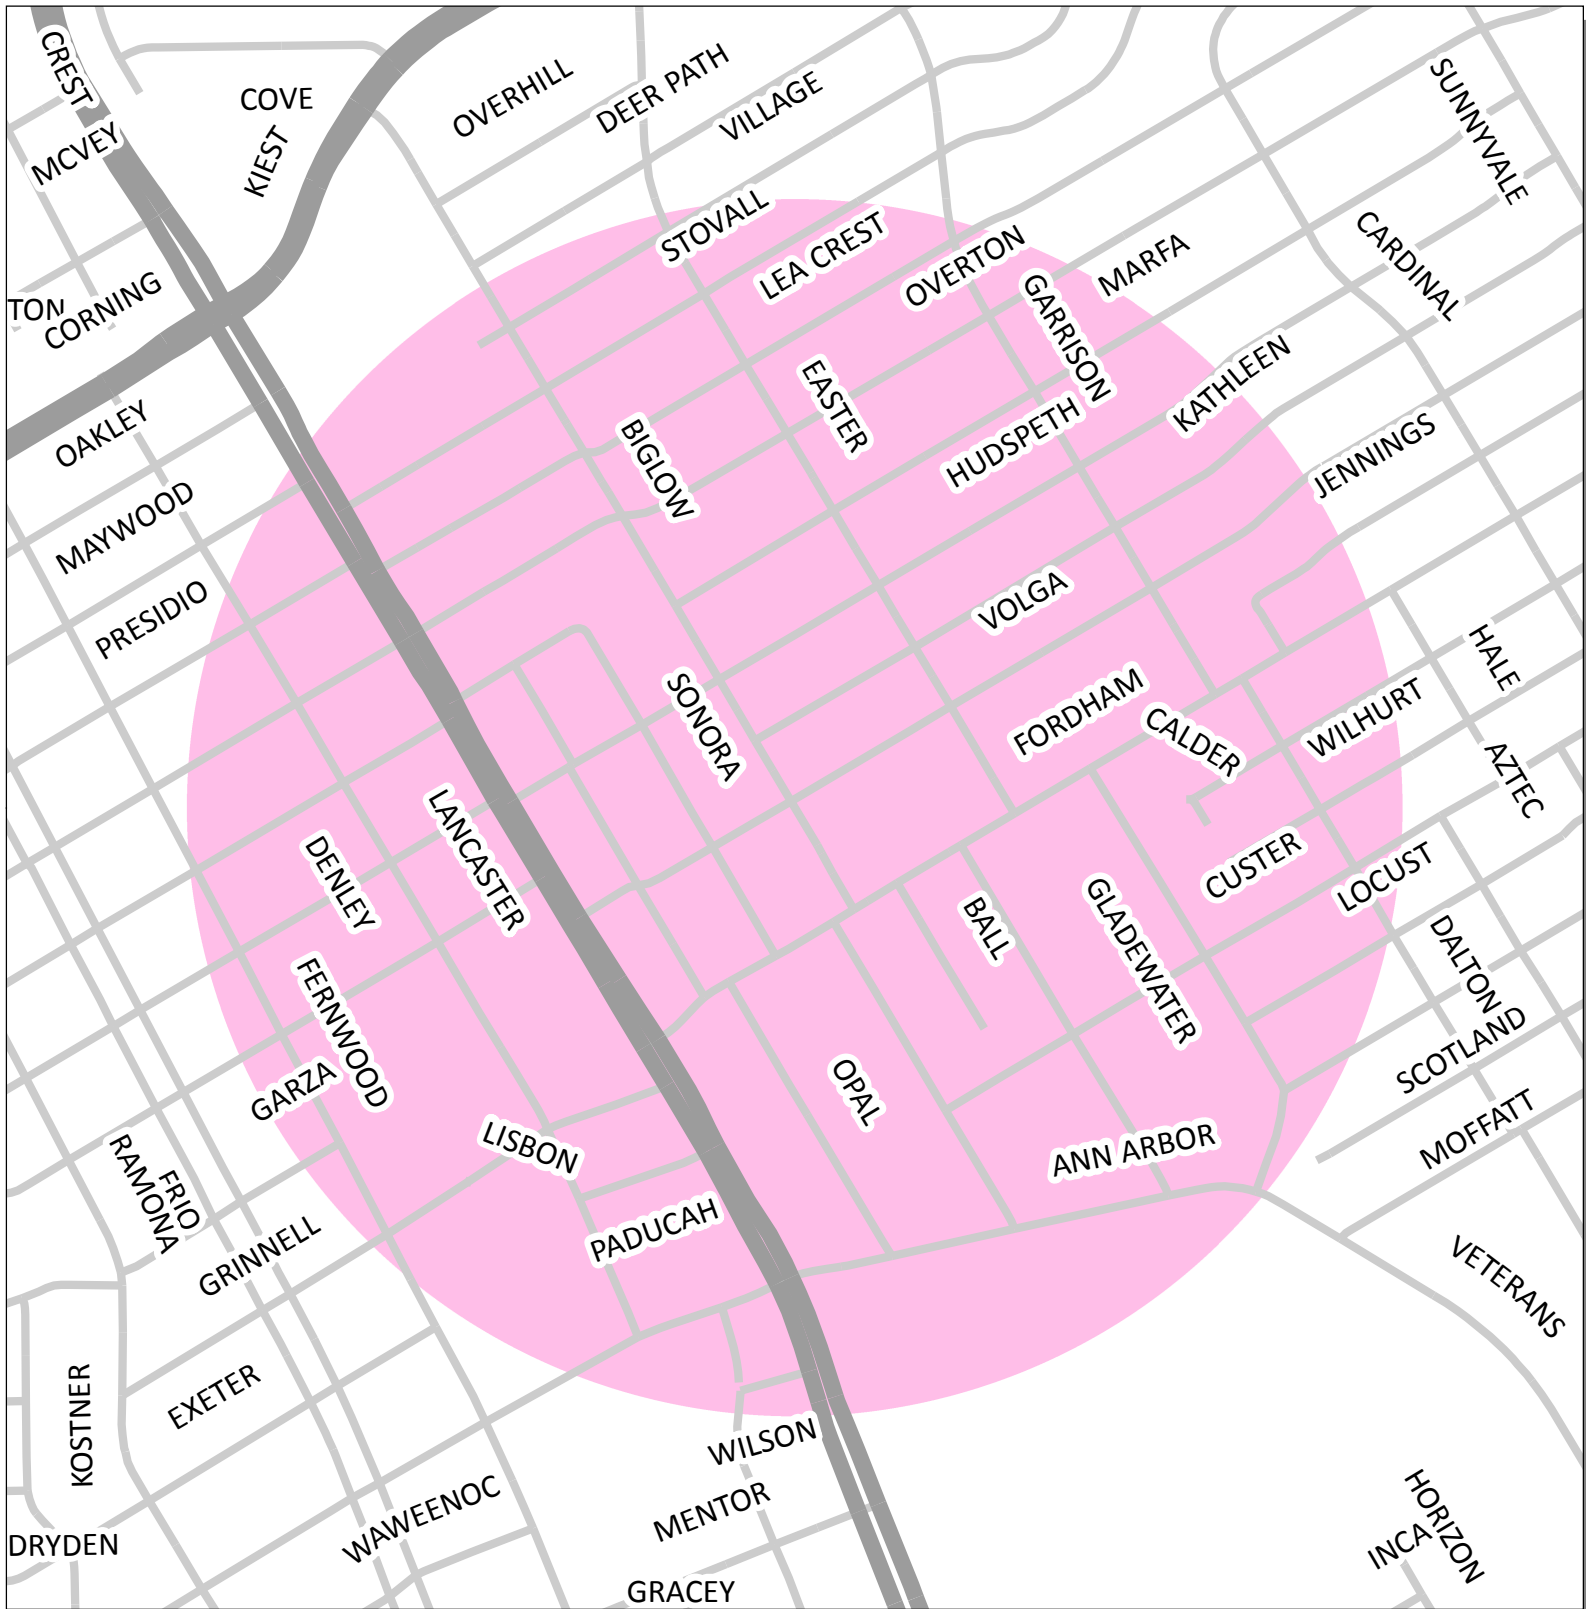 CREST
COVE
OVERHILL
DEER PATH
VILLAGE
SUNNYVALE
MCVEY
KIEST
STOVALL
LEA CREST
OVERTON
MARFA
CARDINAL
TON
CORNING
GARRISON
EASTER
KATHLEEN
OAKLEY
BIGLOW
HUDSPETH
JENNINGS
MAYWOOD
PRESIDIO
VOLGA
HALE
SONORA
FORDHAM
CALDER
WILHURT
AZTEC
LANCASTER
DENLEY
CUSTER
LOCUST
BALL
GLADEWATER
DALTON
FERNWOOD
GARZA
OPAL
SCOTLAND
LISBON
ANN ARBOR
MOFFATT
RAMONA
FRIO
PADUCAH
GRINNELL
VETERANS
KOSTNER
EXETER
WILSON
WAWEENOC
MENTOR
HORIZON
INCA
DRYDEN
GRACEY